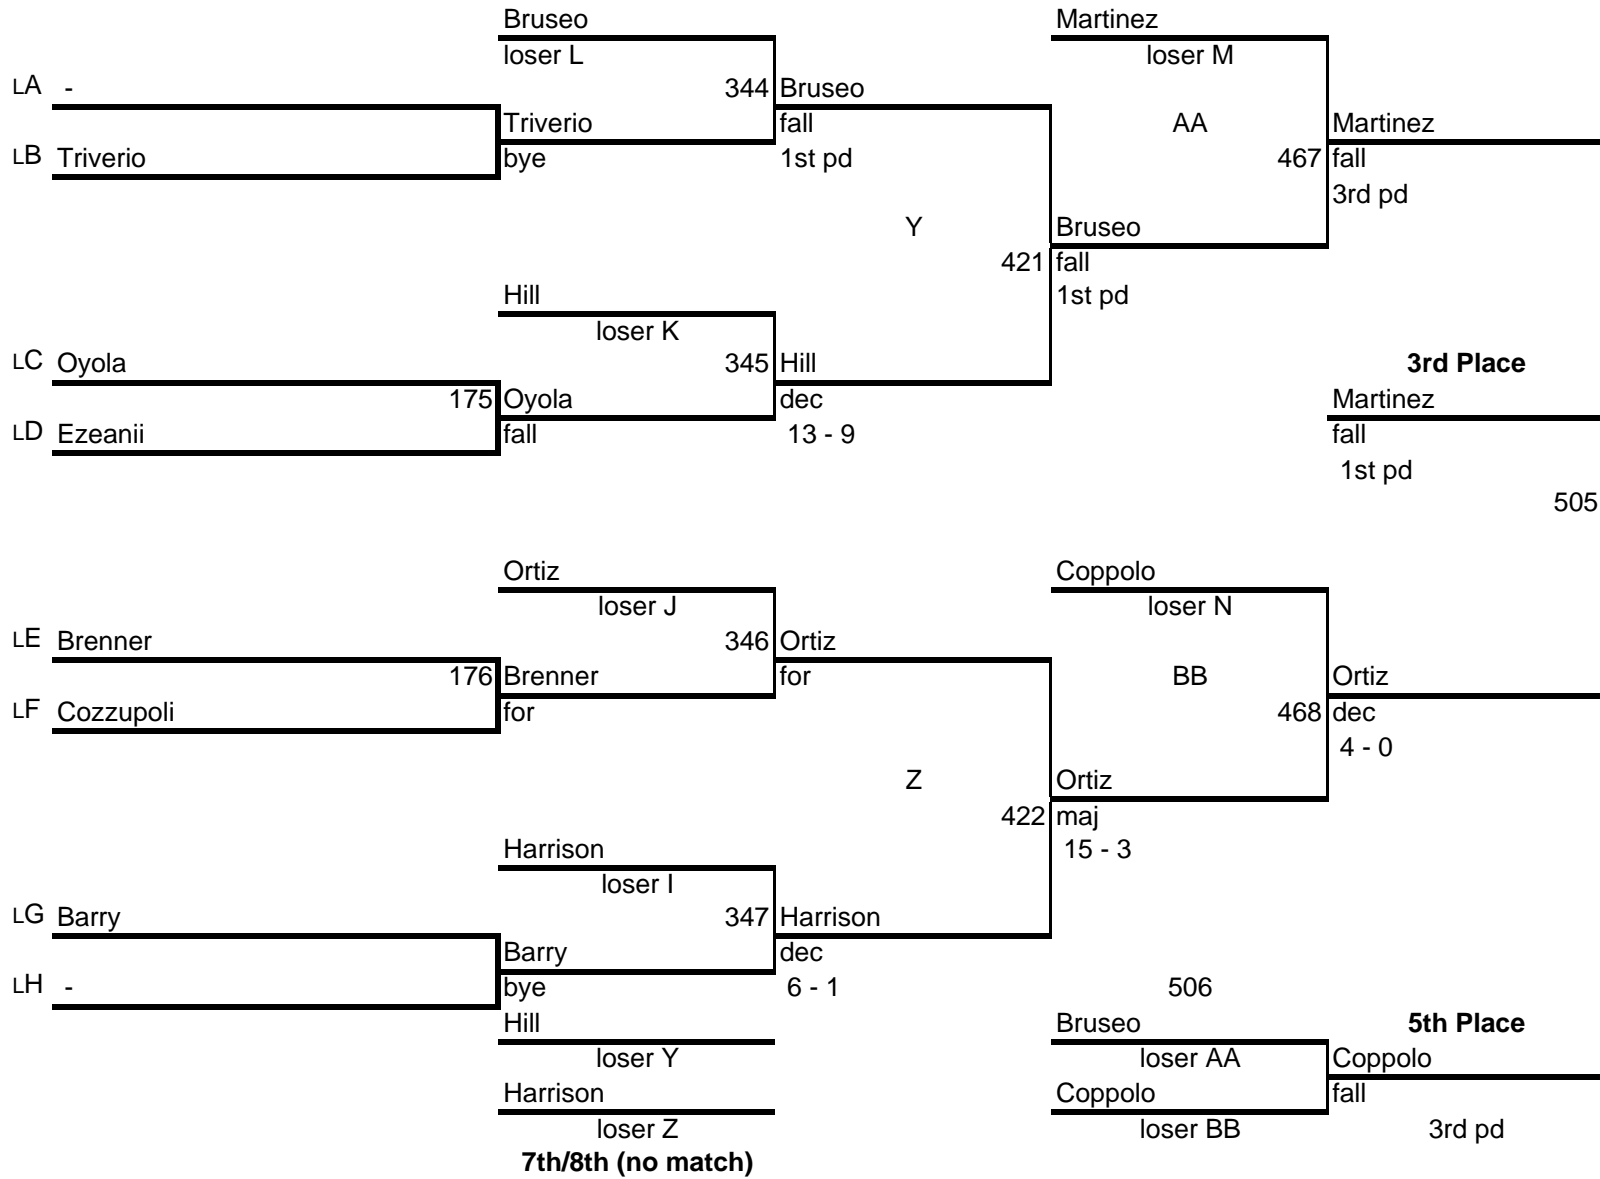 Bruseo Martinez
loser L loser M
LA - 344 Bruseo
Triverio fall AA Martinez
LB Triverio bye 1st pd 467 fall
3rd pd
Y Bruseo
421 fall
Hill 1st pd
loser K
LC Oyola 345 Hill 3rd Place
175 Oyola dec Martinez
LD Ezeanii fall 13 - 9 fall
1st pd
505
Ortiz Coppolo
loser J loser N
LE Brenner 346 Ortiz
176 Brenner for BB Ortiz
LF Cozzupoli for 468 dec
4 - 0
Z Ortiz
422 maj
Harrison 15 - 3
loser I
LG Barry 347 Harrison
Barry dec
LH - bye 6 - 1 506
Hill Bruseo 5th Place
loser Y loser AA Coppolo
Harrison Coppolo fall
loser Z loser BB 3rd pd
7th/8th (no match)